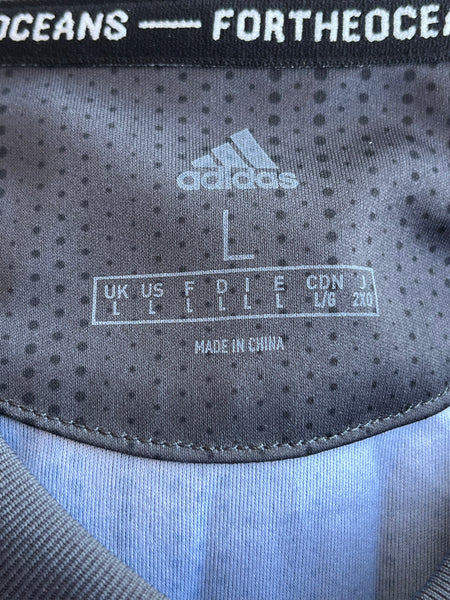 OCEANS — FORTHEOCEANS
adidas
L
UK US F D I E CDN J
L L L L L L L/G 2XO
MADE IN CHINA